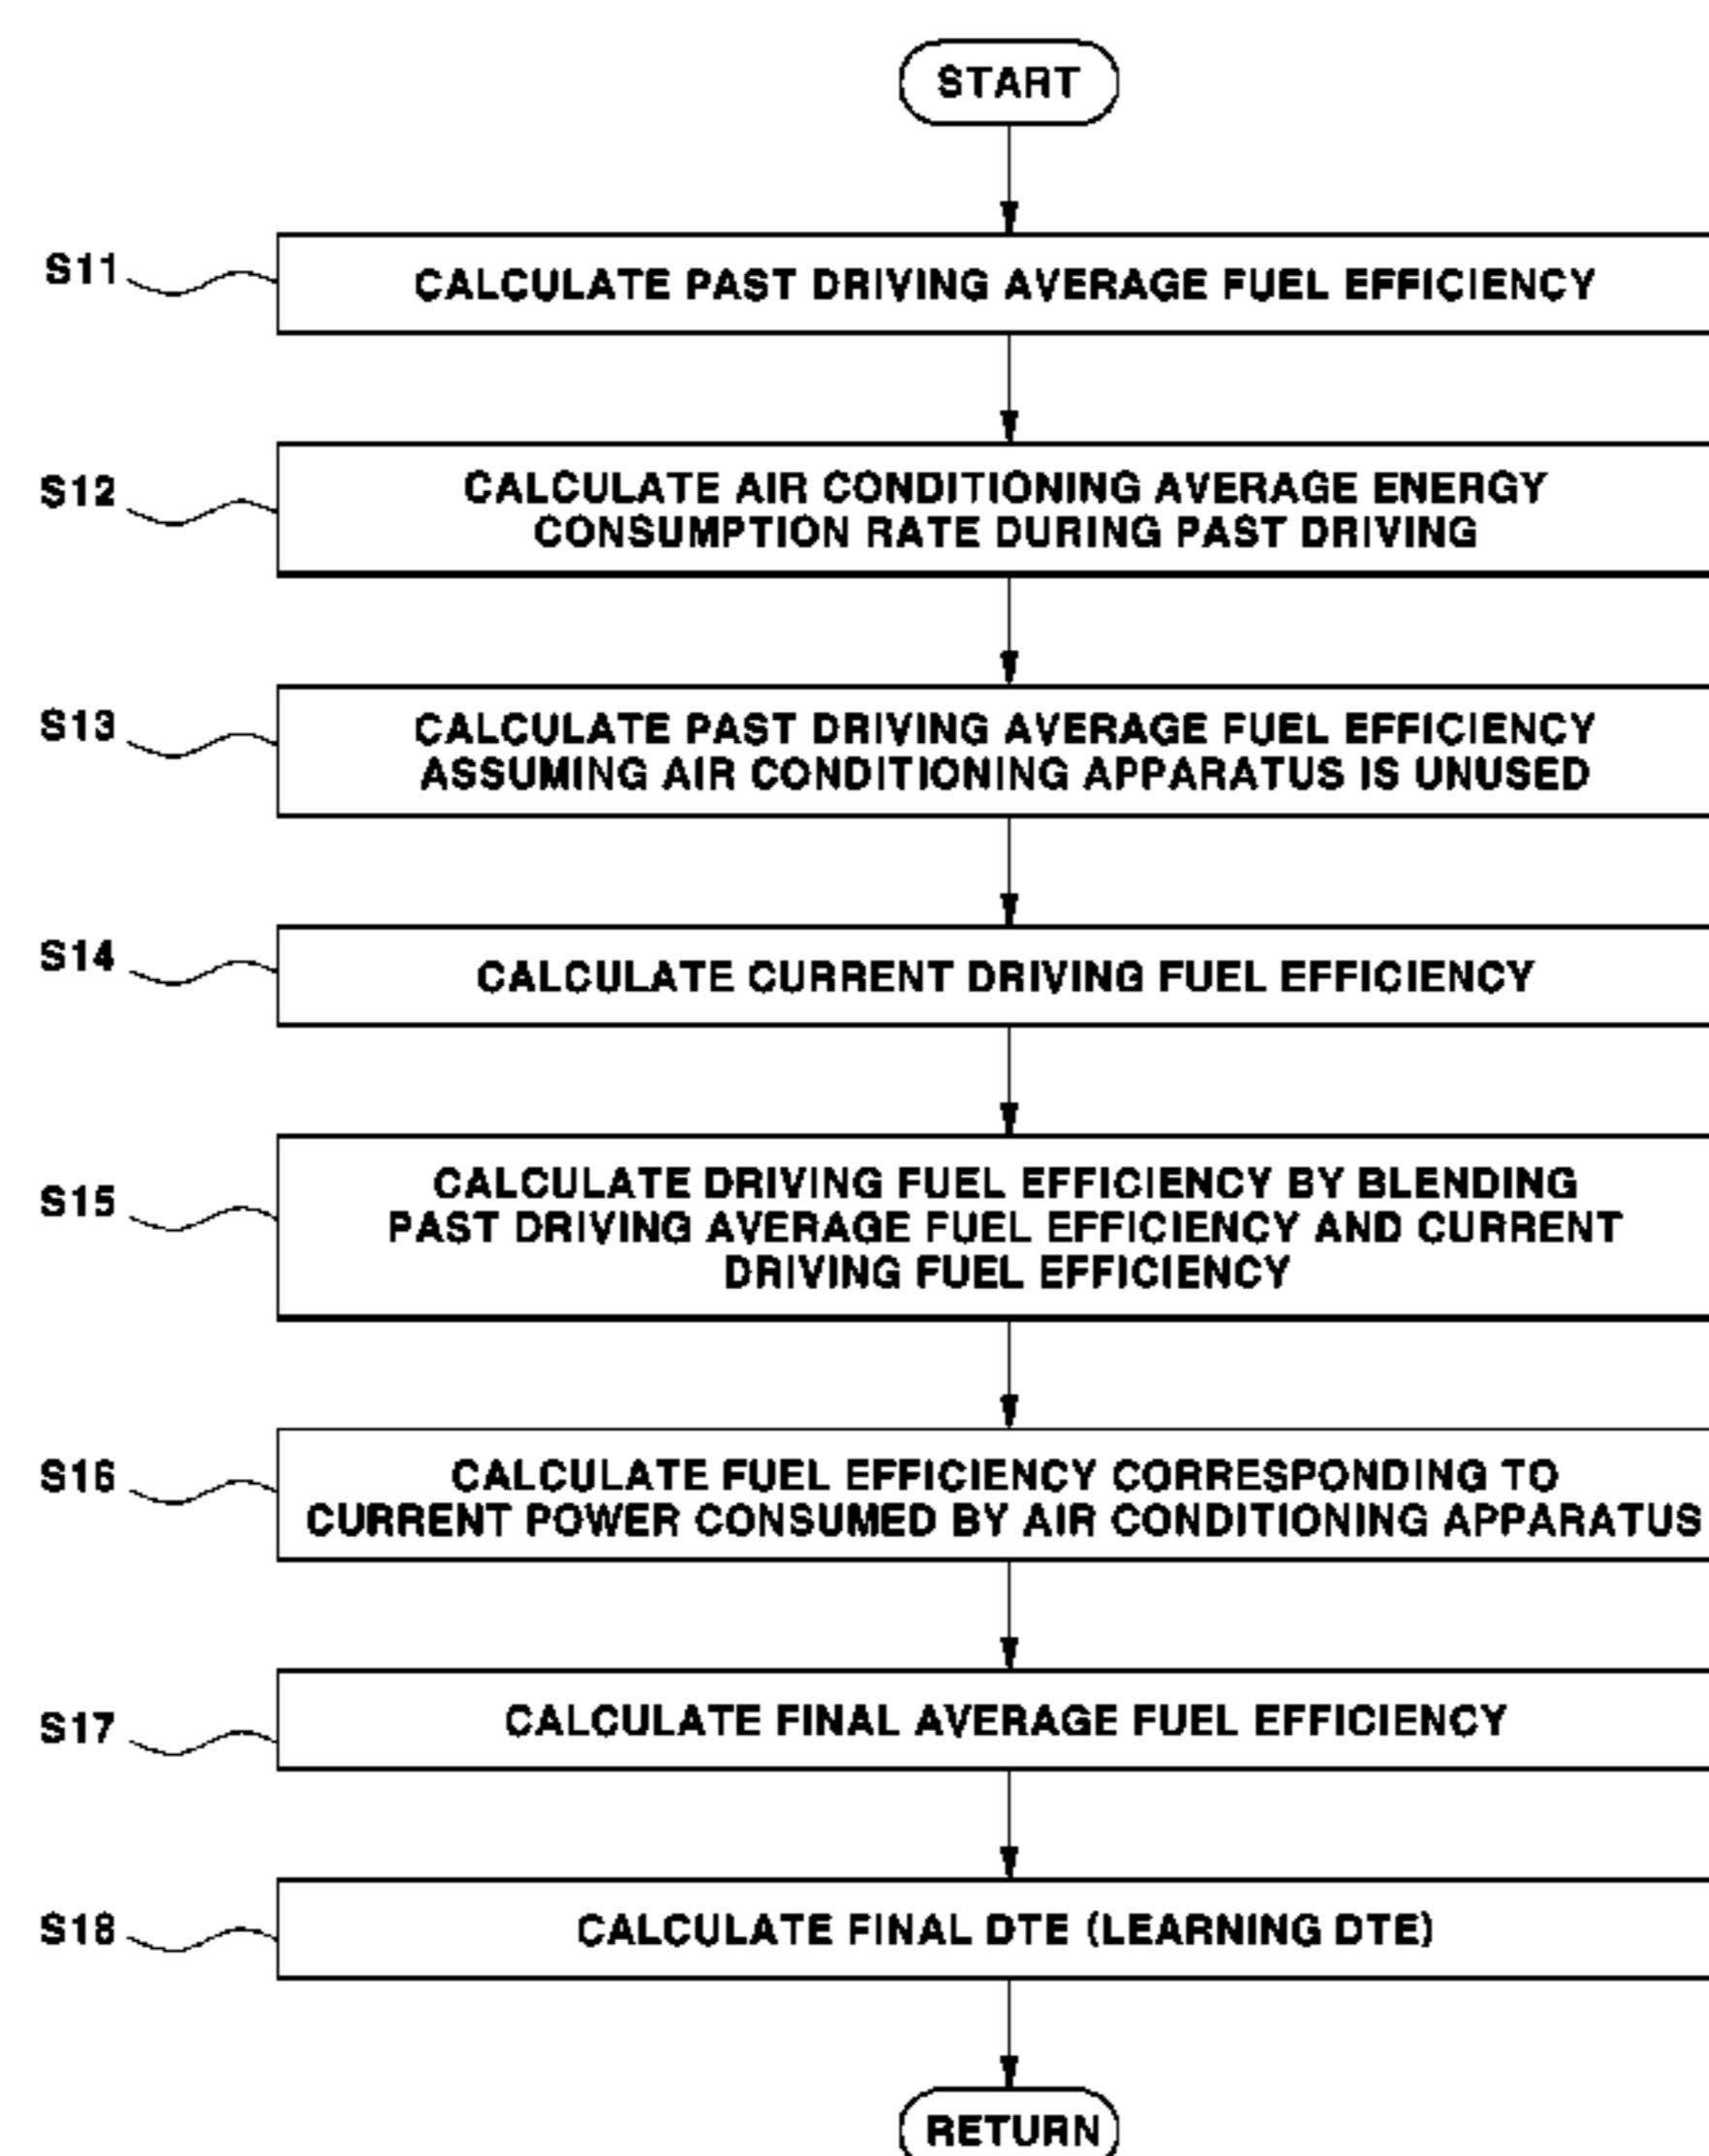 START
S11
CALCULATE PAST DRIVING AVERAGE FUEL EFFICIENCY
S12
CALCULATE AIR CONDITIONING AVERAGE ENERGY
CONSUMPTION RATE DURING PAST DRIVING
S13
CALCULATE PAST DRIVING AVERAGE FUEL EFFICIENCY
ASSUMING AIR CONDITIONING APPARATUS IS UNUSED
S14
CALCULATE CURRENT DRIVING FUEL EFFICIENCY
S15
CALCULATE DRIVING FUEL EFFICIENCY BY BLENDING
PAST DRIVING AVERAGE FUEL EFFICIENCY AND CURRENT
DRIVING FUEL EFFICIENCY
S16
CALCULATE FUEL EFFICIENCY CORRESPONDING TO
CURRENT POWER CONSUMED BY AIR CONDITIONING APPARATUS
S17
CALCULATE FINAL AVERAGE FUEL EFFICIENCY
S18
CALCULATE FINAL DTE (LEARNING DTE)
RETURN